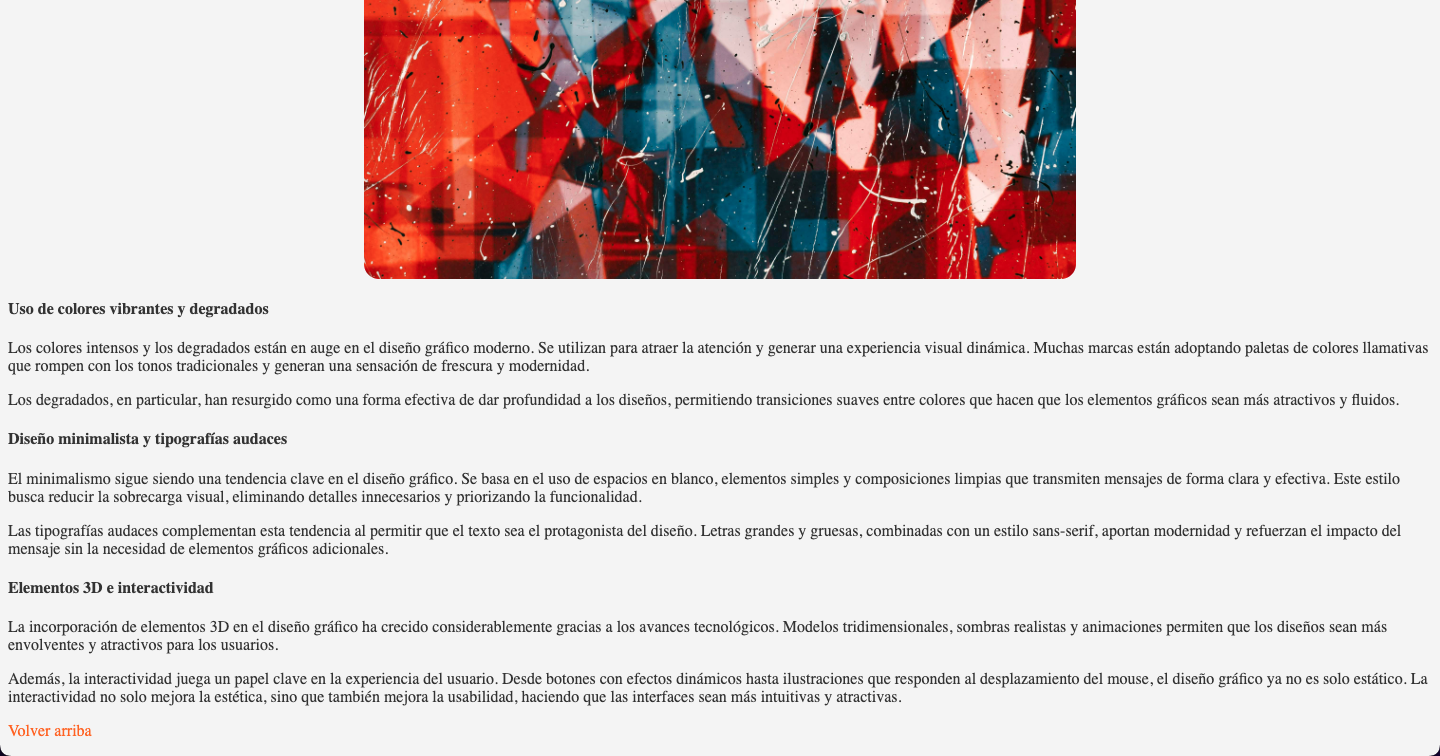 Uso de colores vibrantes y degradados
Los colores intensos y los degradados están en auge en el diseño gráfico moderno. Se utilizan para atraer la atención y generar una experiencia visual dinámica. Muchas marcas están adoptando paletas de colores llamativas
que rompen con los tonos tradicionales y generan una sensación de frescura y modernidad.
Los degradados, en particular, han resurgido como una forma efectiva de dar profundidad a los diseños, permitiendo transiciones suaves entre colores que hacen que los elementos gráficos sean más atractivos y fluidos.
Diseño minimalista y tipografías audaces
El minimalismo sigue siendo una tendencia clave en el diseño gráfico. Se basa en el uso de espacios en blanco, elementos simples y composiciones limpias que transmiten mensajes de forma clara y efectiva. Este estilo
busca reducir la sobrecarga visual, eliminando detalles innecesarios y priorizando la funcionalidad.
Las tipografías audaces complementan esta tendencia al permitir que el texto sea el protagonista del diseño. Letras grandes y gruesas, combinadas con un estilo sans-serif, aportan modernidad y refuerzan el impacto del
mensaje sin la necesidad de elementos gráficos adicionales.
Elementos 3D e interactividad
La incorporación de elementos 3D en el diseño gráfico ha crecido considerablemente gracias a los avances tecnológicos. Modelos tridimensionales, sombras realistas y animaciones permiten que los diseños sean más
envolventes y atractivos para los usuarios.
Además, la interactividad juega un papel clave en la experiencia del usuario. Desde botones con efectos dinámicos hasta ilustraciones que responden al desplazamiento del mouse, el diseño gráfico ya no es solo estático. La
interactividad no solo mejora la estética, sino que también mejora la usabilidad, haciendo que las interfaces sean más intuitivas y atractivas.
Volver arriba